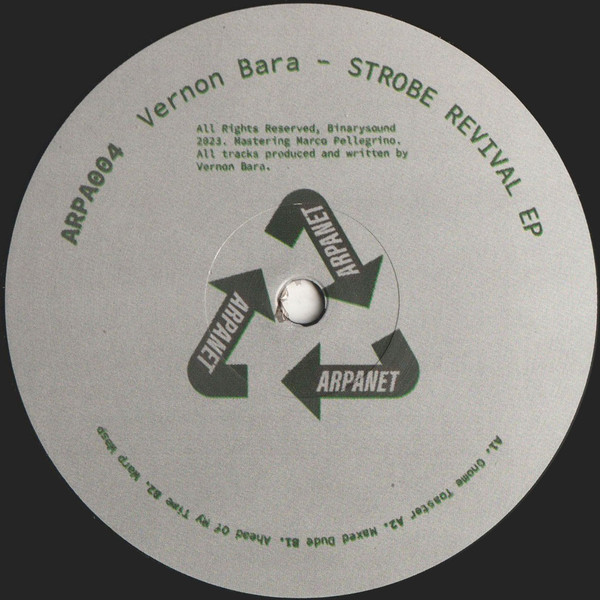 ARPA004 Vernon Bara - STROBE REVIVAL EP
All Rights Reserved, Binarysound
2023. Mastering Marco Pellegrino.
All tracks produced and written by
Vernon Bara.
ARPANET
ARPANET
ARPANET
A1. Gnome Toaster A2. Waxed Dude B1. Ahead Of My Time B2. Warp Wasp